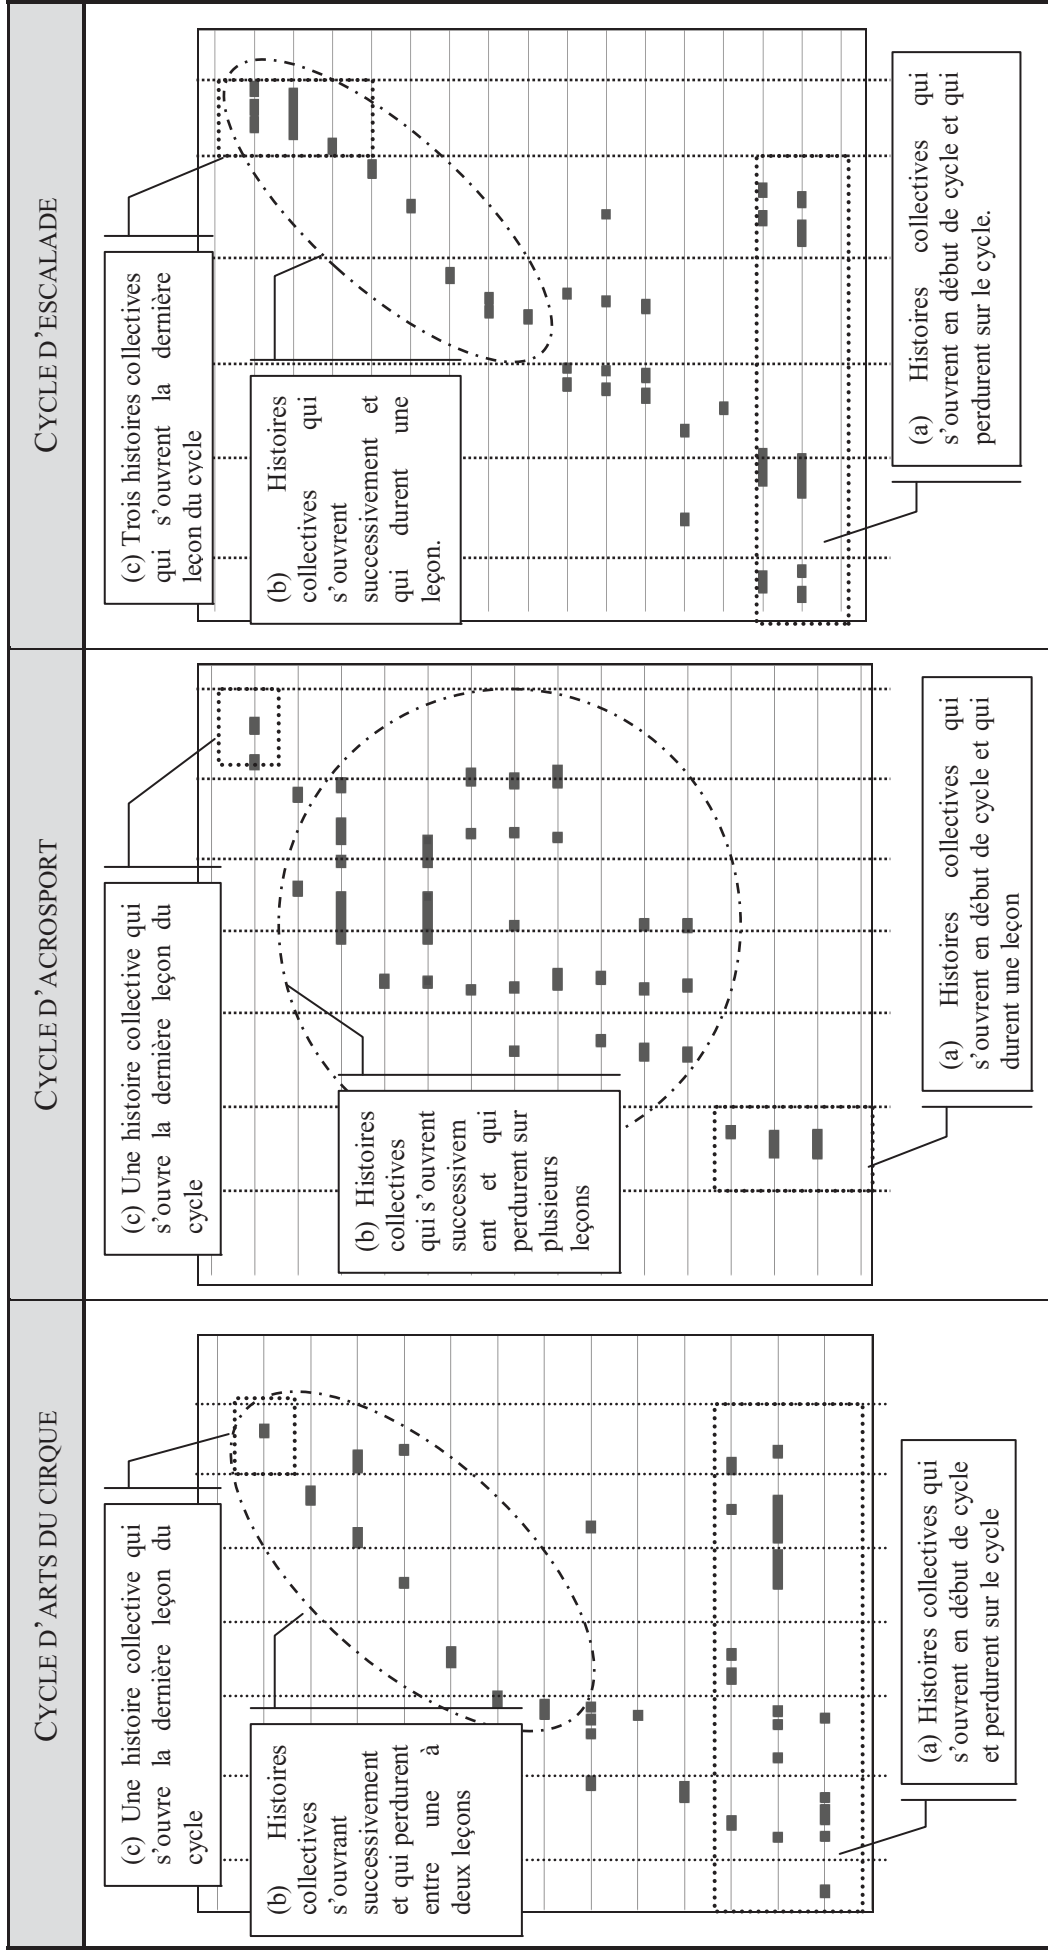 CYCLE D'ARTS DU CIRQUE
(c) Une histoire collective qui
s'ouvre la dernière leçon du
cycle
(b) Histoires
collectives
s'ouvrant
successivement
et qui perdurent
entre une à
deux leçons
(a) Histoires collectives qui
s'ouvrent en début de cycle
et perdurent sur le cycle
CYCLE D'ACROSPORT
(c) Une histoire collective qui
s'ouvre la dernière leçon du
cycle
(b) Histoires
collectives
qui s'ouvrent
successivem
ent et qui
perdurent sur
plusieurs
leçons
(a) Histoires collectives qui
s'ouvrent en début de cycle et qui
durent une leçon
CYCLE D'ESCALADE
(c) Trois histoires collectives
qui s'ouvrent la dernière
leçon du cycle
(b) Histoires
collectives qui
s'ouvrent
successivement et
qui durent une
leçon.
(a) Histoires collectives qui
s'ouvrent en début de cycle et qui
perdurent sur le cycle.